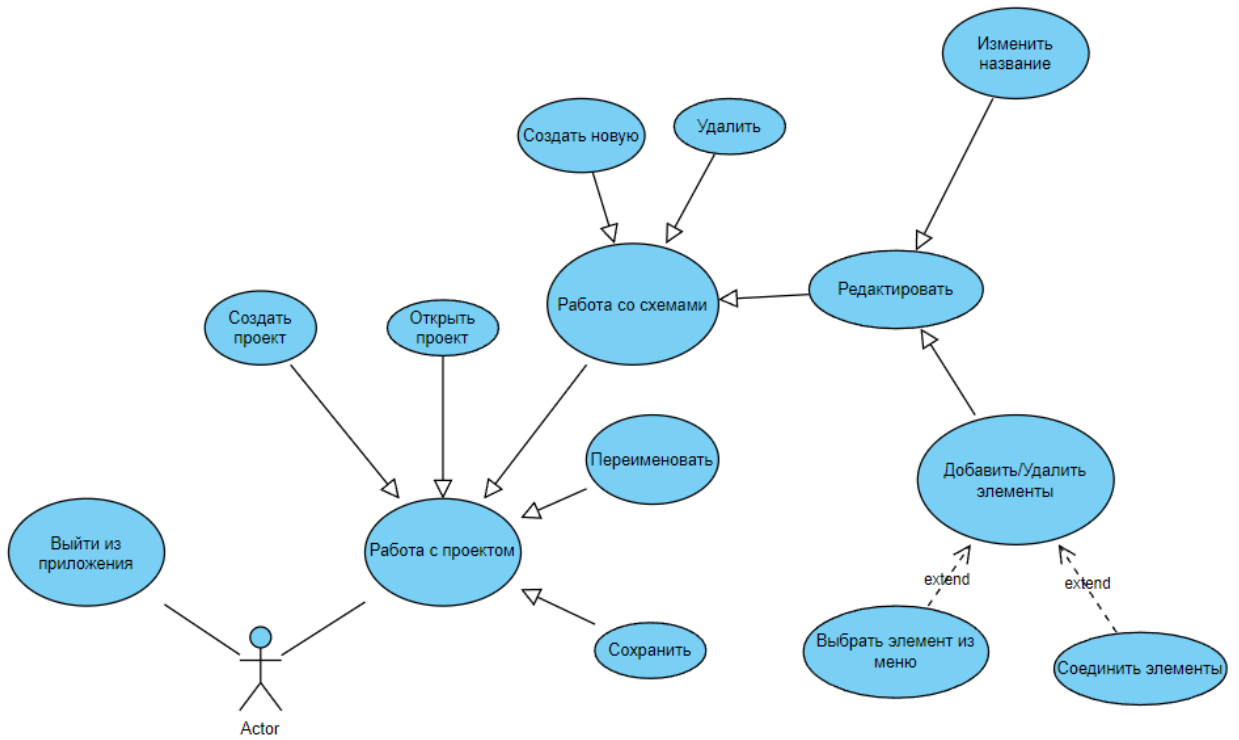 Изменить
название
Создать новую
Удалить
Работа со схемами
Редактировать
Создать
проект
Открыть
проект
Переименовать
Добавить/Удалить
элементы
Выйти из
приложения
Работа с проектом
extend
extend
Сохранить
Выбрать элемент из
меню
Соединить элементы
Actor